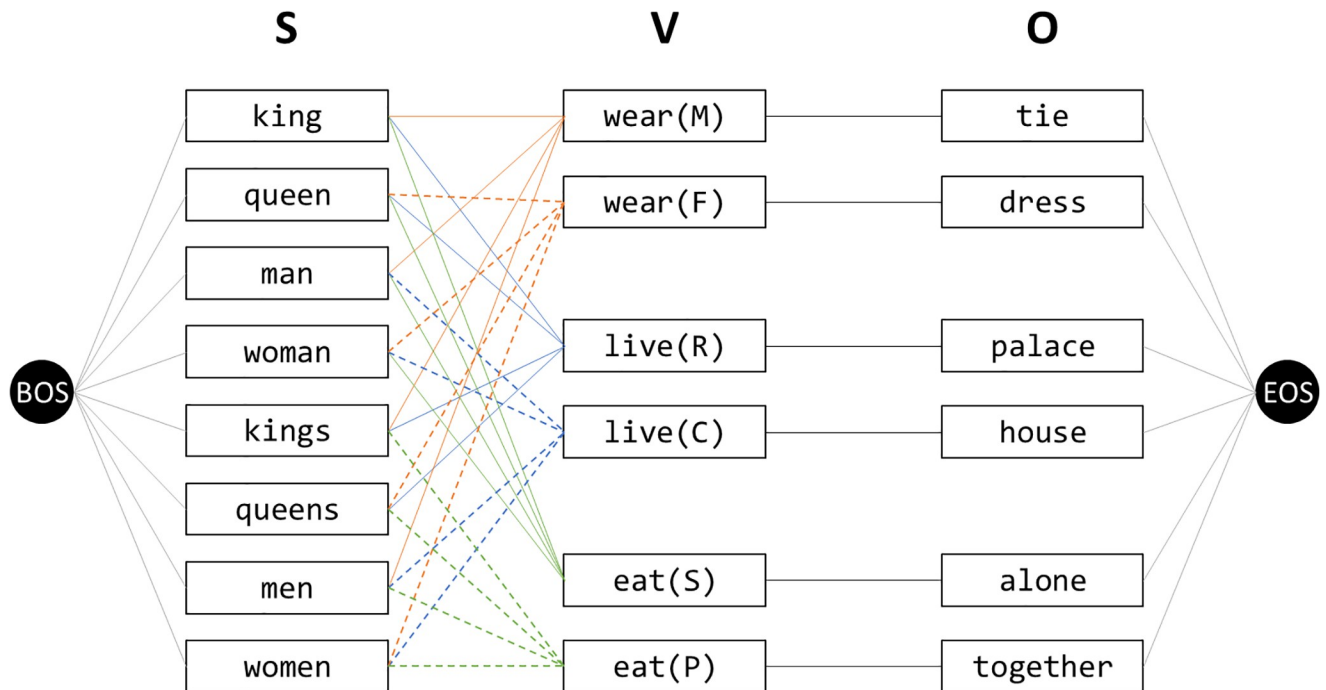 S V O
king wear(M) tie
queen wear(F) dress
man
woman live(R) palace
BOS EOS
kings live(C) house
queens
men eat(S) alone
women eat(P) together